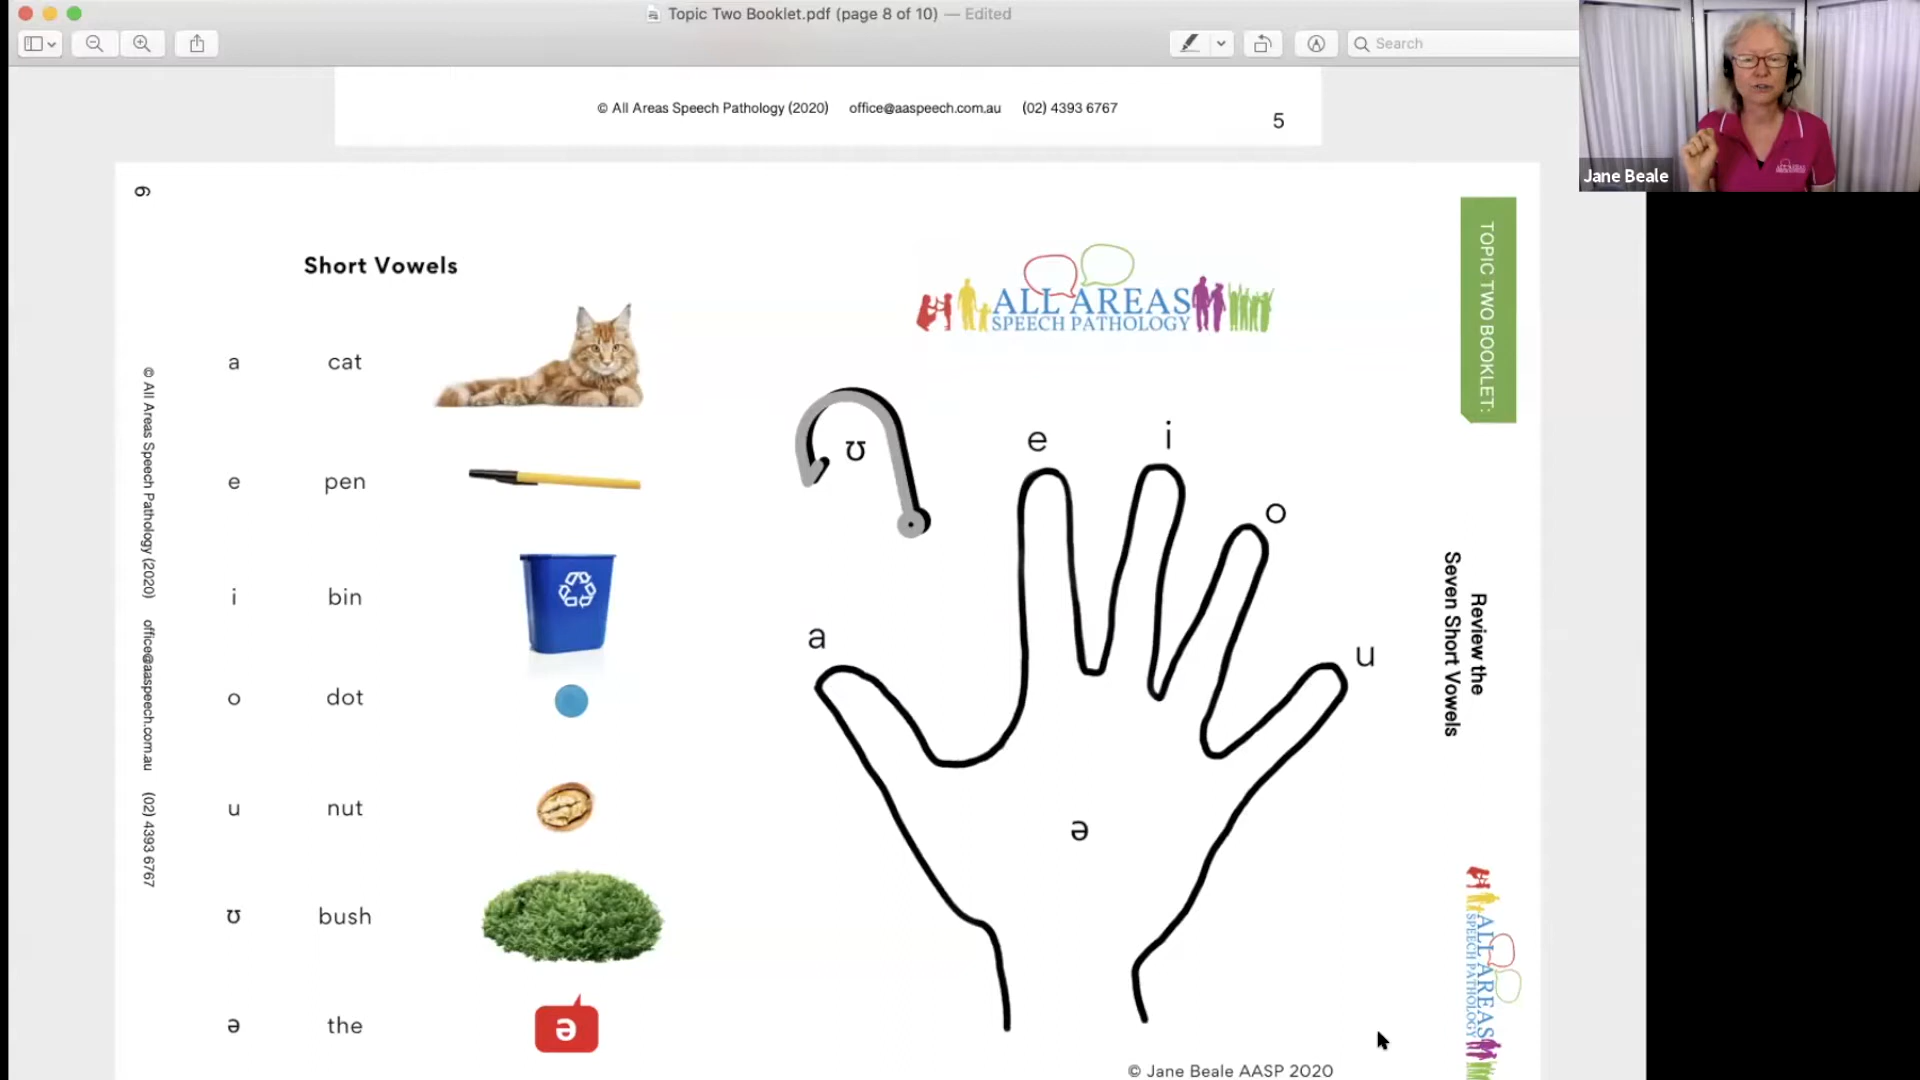 Topic Two Booklet.pdf (page 8 of 10) — Edited
Search
Jane Beale
© All Areas Speech Pathology (2020) office@aaspeech.com.au (02) 4393 6767
5
6
Short Vowels
a cat
e pen
i bin
o dot
u nut
ʊ bush
ə the
ə
© All Areas Speech Pathology (2020) office@aaspeech.com.au (02) 4393 6767
ALL AREAS
SPEECH PATHOLOGY
ʊ
e
i
o
a
u
ə
© Jane Beale AASP 2020
TOPIC TWO BOOKLET:
Review the
Seven Short Vowels
ALL AREAS
SPEECH PATHOLOGY